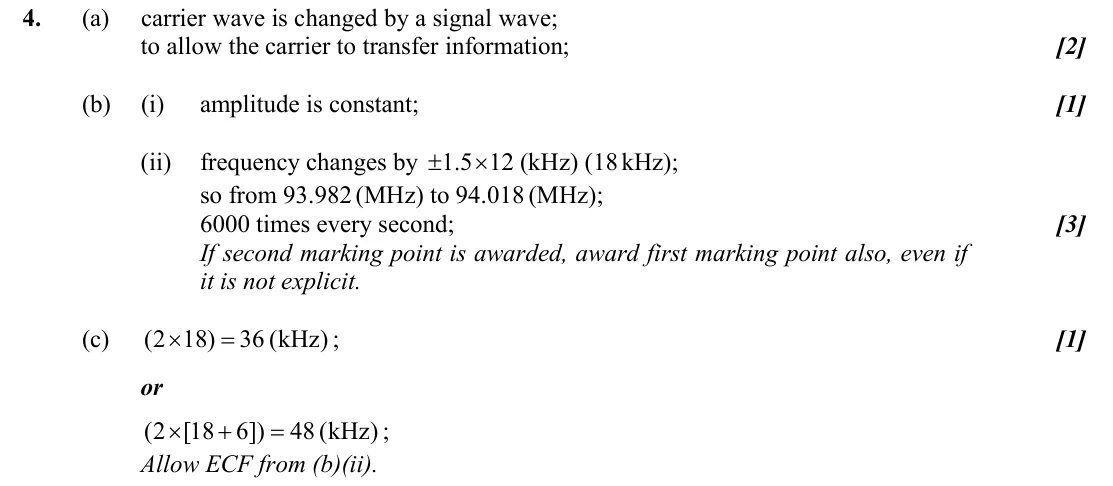 4. (a) carrier wave is changed by a signal wave;
to allow the carrier to transfer information; [2]
(b) (i) amplitude is constant; [1]
(ii) frequency changes by ±1.5×12 (kHz) (18 kHz);
so from 93.982 (MHz) to 94.018 (MHz);
6000 times every second; [3]
If second marking point is awarded, award first marking point also, even if
it is not explicit.
(c) (2×18) = 36 (kHz); [1]
or
(2×[18+6]) = 48 (kHz);
Allow ECF from (b)(ii).